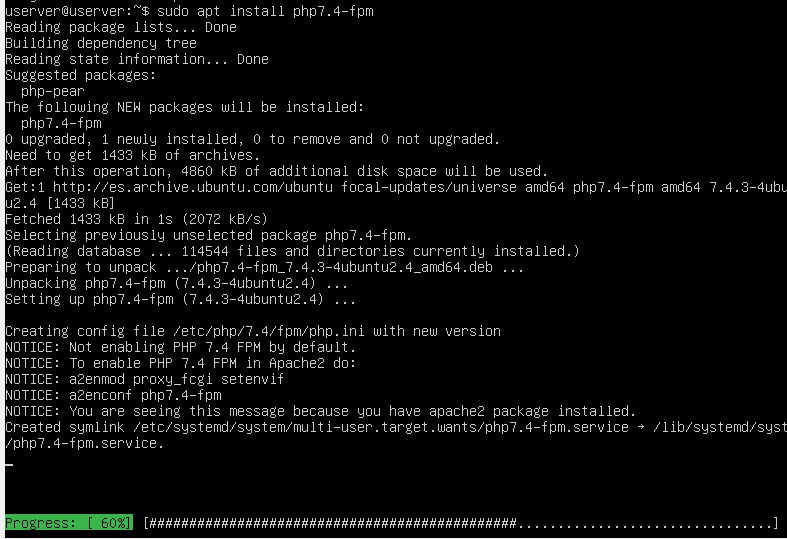 userver@userver:~$ sudo apt install php7.4-fpm
Reading package lists... Done
Building dependency tree
Reading state information... Done
Suggested packages:
  php-pear
The following NEW packages will be installed:
  php7.4-fpm
0 upgraded, 1 newly installed, 0 to remove and 0 not upgraded.
Need to get 1433 kB of archives.
After this operation, 4860 kB of additional disk space will be used.
Get:1 http://es.archive.ubuntu.com/ubuntu focal-updates/universe amd64 php7.4-fpm amd64 7.4.3-4ubu
u2.4 [1433 kB]
Fetched 1433 kB in 1s (2072 kB/s)
Selecting previously unselected package php7.4-fpm.
(Reading database ... 114544 files and directories currently installed.)
Preparing to unpack .../php7.4-fpm_7.4.3-4ubuntu2.4_amd64.deb ...
Unpacking php7.4-fpm (7.4.3-4ubuntu2.4) ...
Setting up php7.4-fpm (7.4.3-4ubuntu2.4) ...

Creating config file /etc/php/7.4/fpm/php.ini with new version
NOTICE: Not enabling PHP 7.4 FPM by default.
NOTICE: To enable PHP 7.4 FPM in Apache2 do:
NOTICE: a2enmod proxy_fcgi setenvif
NOTICE: a2enconf php7.4-fpm
NOTICE: You are seeing this message because you have apache2 package installed.
Created symlink /etc/systemd/system/multi-user.target.wants/php7.4-fpm.service → /lib/systemd/syst
/php7.4-fpm.service.
Progress: [ 60%] [##############################################................................]